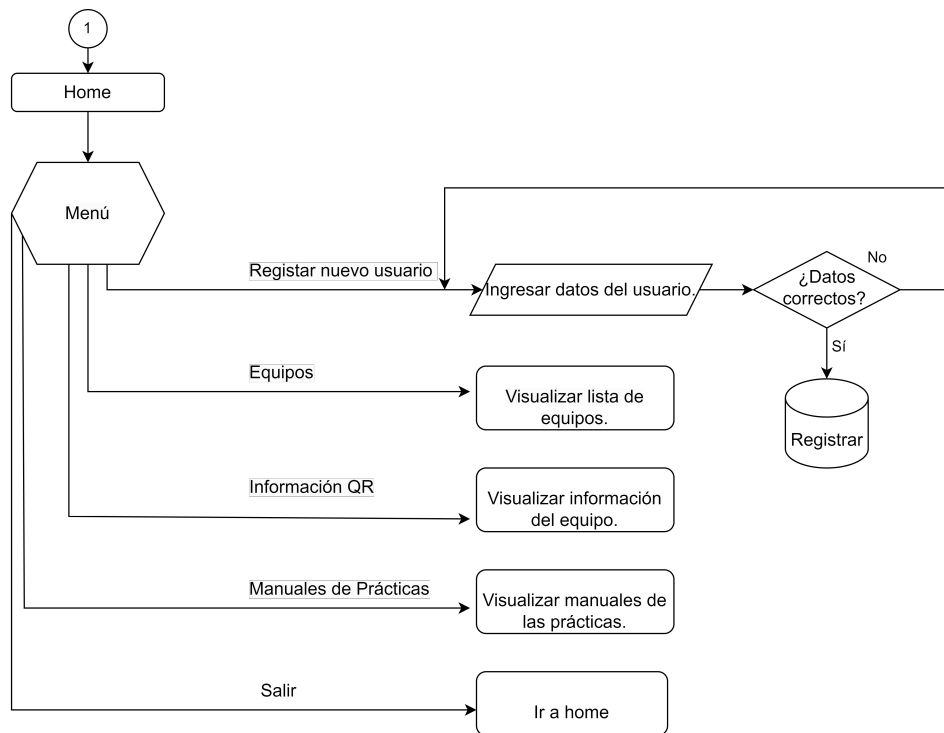 1
Home
Menú
Registar nuevo usuario
Ingresar datos del usuario.
¿Datos
correctos?
No
Sí
Registrar
Equipos
Visualizar lista de
equipos.
Información QR
Visualizar información
del equipo.
Manuales de Prácticas
Visualizar manuales de
las prácticas.
Salir
Ir a home